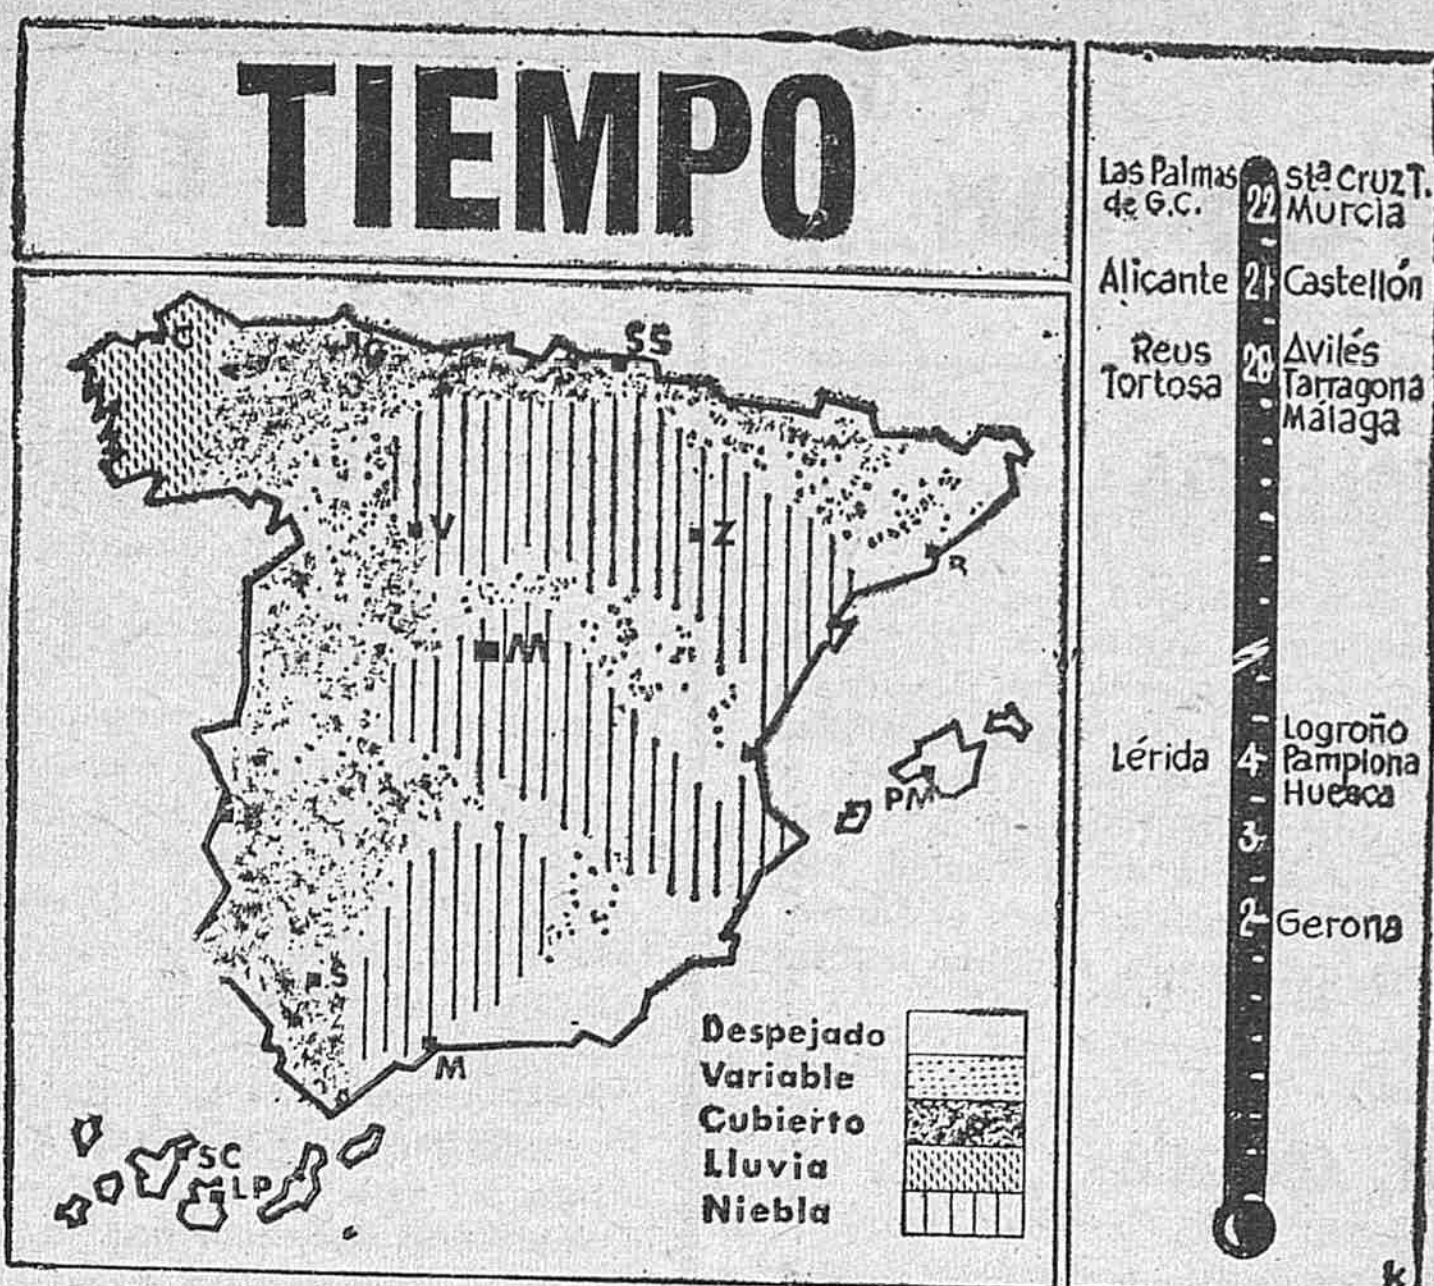 TIEMPO
C
G
SS
V
Z
R
M
PM
S
M
SC
LP
Despejado
Variable
Cubierto
Lluvia
Niebla
Las Palmas
de G.C.
22
Sta Cruz T.
Murcia
Alicante
21
Castellón
Reus
Tortosa
20
Avilés
Tarragona
Málaga
Lérida
4
Logroño
Pamplona
Huesca
3
2
Gerona
K